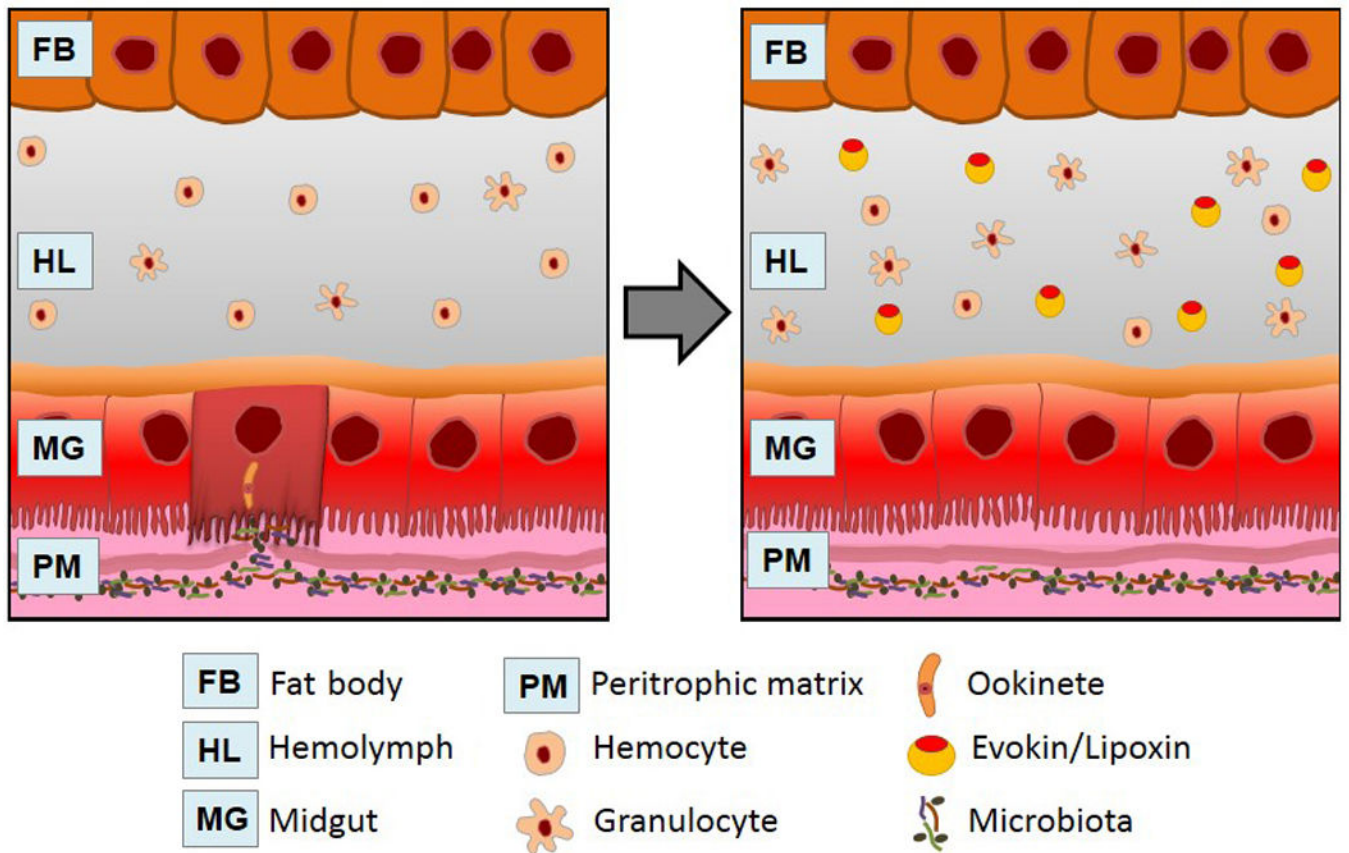 FB
FB
HL
HL
MG
MG
PM
PM
FB Fat body
PM Peritrophic matrix
Ookinete
HL Hemolymph
Hemocyte
Evokin/Lipoxin
MG Midgut
Granulocyte
Microbiota